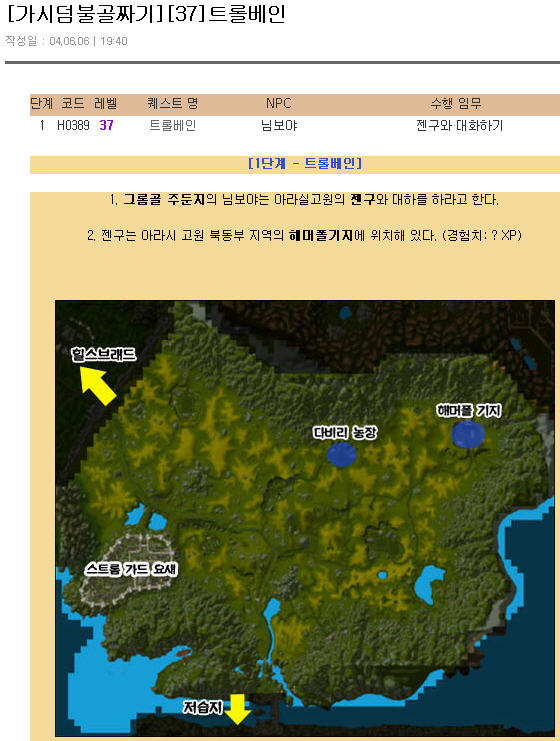 [가시덤불골짜기][37]트롤베인
작성일 : 04,06,06 | 19:40
단계 코드 레벨 퀘스트 명 NPC 수행 임무
1 H0389 37 트롤베인 님보야 젠구와 대화하기
[1단계 - 트롤베인]
1. 그롬골 주둔지의 님보야는 아라실고원의 젠구와 대하를 하라고 한다.
2. 젠구는 아라시 고원 북동부 지역의 해머폴기지에 위치해 있다. (경험치: ? XP)
힐스브래드
해머폴 기지
다비리 농장
스트롬 가드 요새
저습지